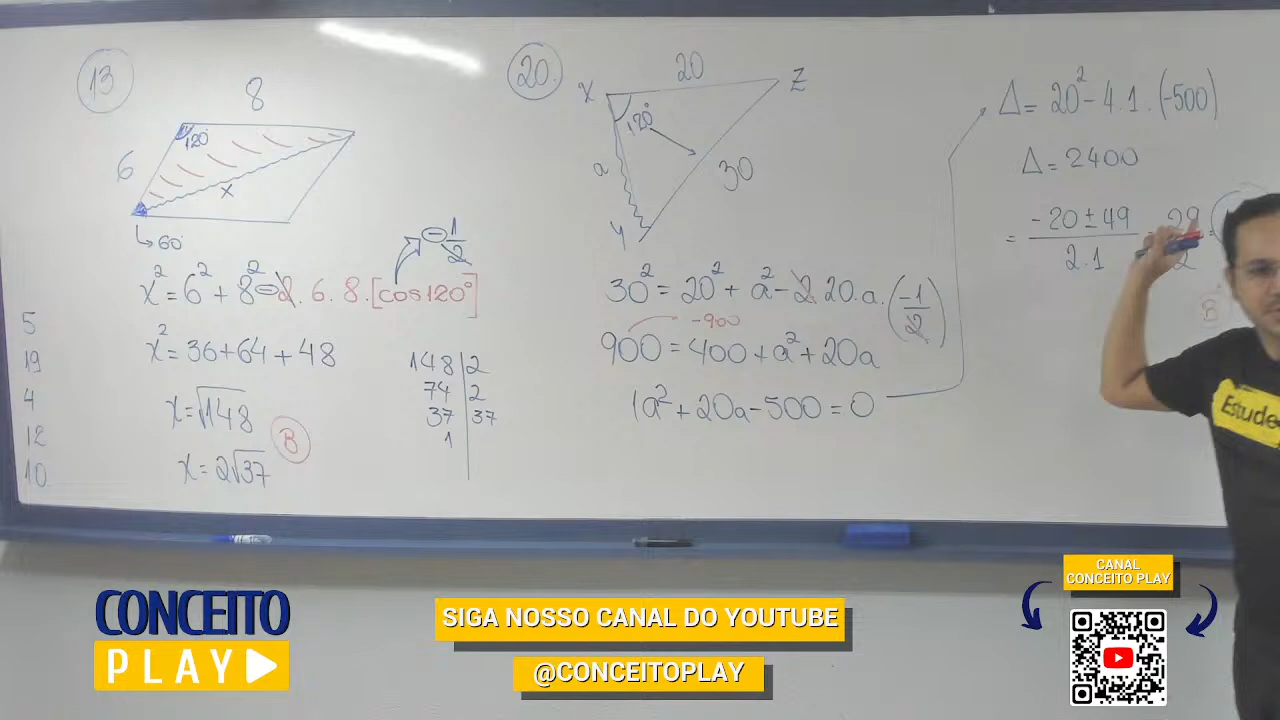 13
8
120°
6
x
60°
x² = 6² + 8² - 2 . 6 . 8 . [cos120°]
- 1/2
x² = 36 + 64 + 48
x = √148
x = 2√37
B
148 | 2
74 | 2
37 | 37
1
5
19
4
12
10
20.
20
X
Z
120°
a
30
Y
30² = 20² + a² - 2 . 20 . a . (-1/2)
-900
900 = 400 + a² + 20a
1a² + 20a - 500 = 0
Δ = 20² - 4 . 1 . (-500)
Δ = 2400
= -20 ± 49 / 2 . 1 = 29 / 2 =
B
Estude
CONCEITO
PLAY
SIGA NOSSO CANAL DO YOUTUBE
@CONCEITOPLAY
CANAL
CONCEITO PLAY